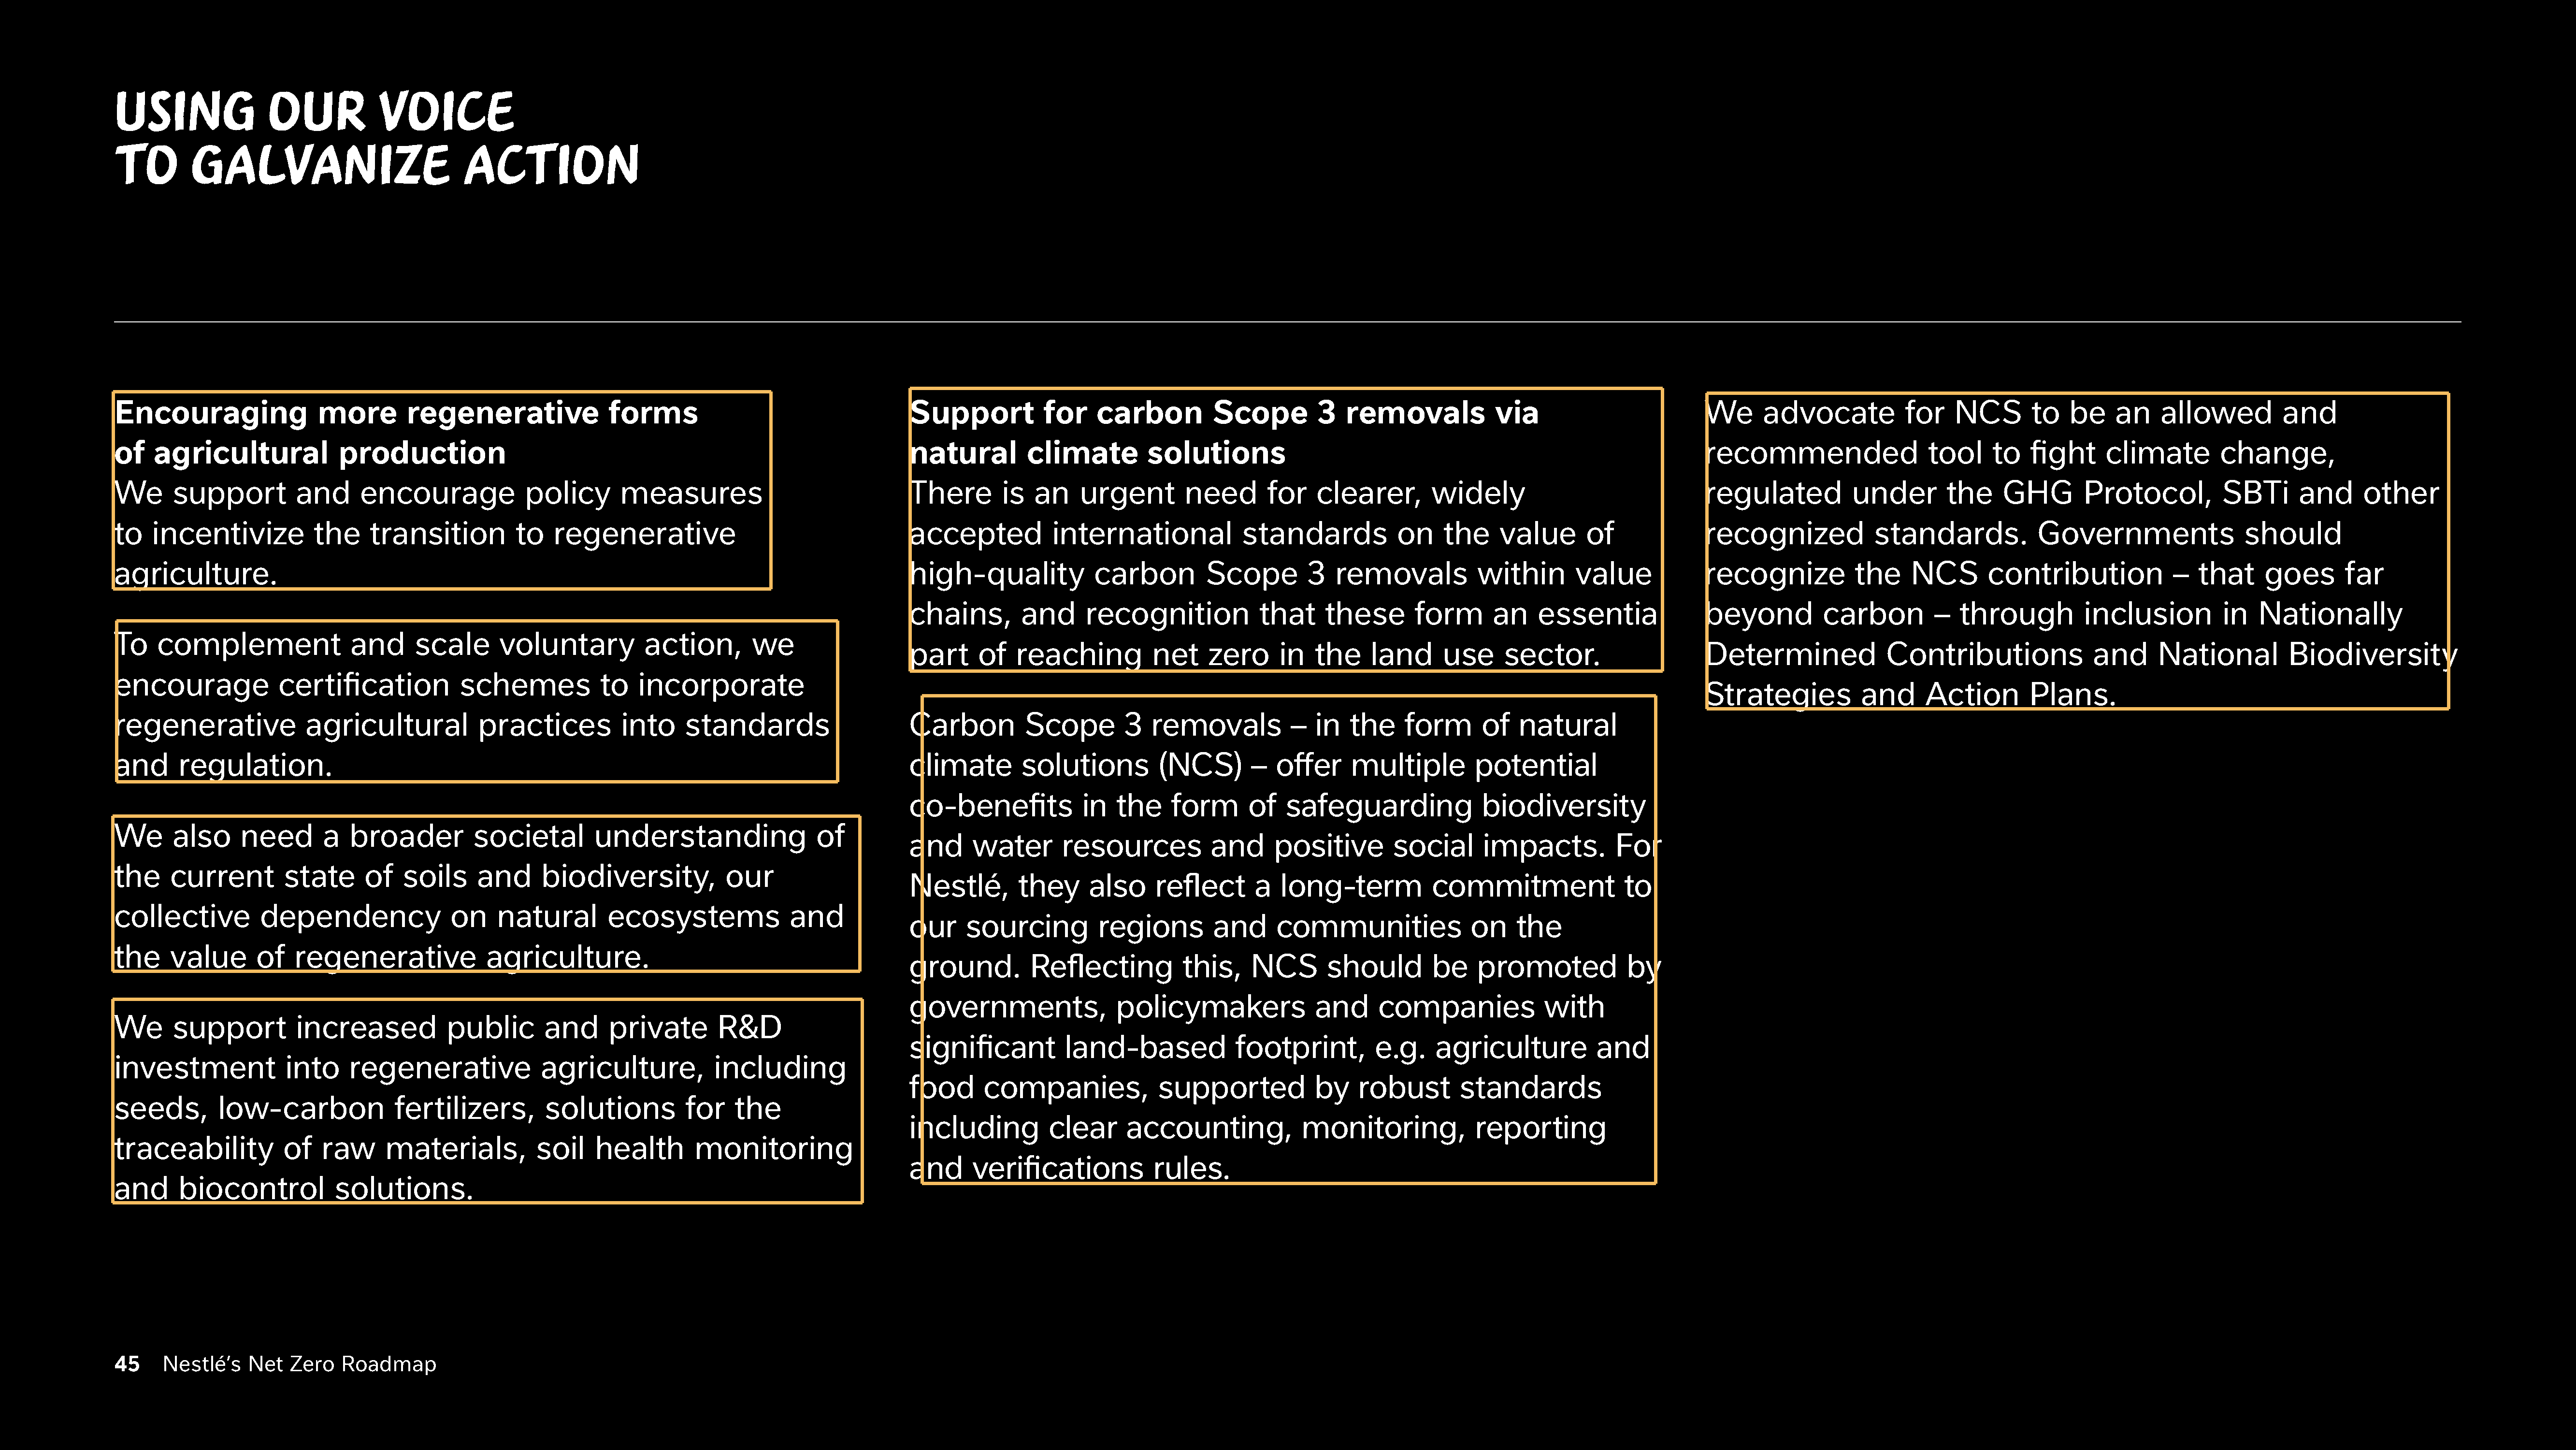 USING OUR VOICE
TO GALVANIZE ACTION
Encouraging more regenerative forms
of agricultural production
We support and encourage policy measures
to incentivize the transition to regenerative
agriculture.
To complement and scale voluntary action, we
encourage certification schemes to incorporate
regenerative agricultural practices into standards
and regulation.
We also need a broader societal understanding of
the current state of soils and biodiversity, our
collective dependency on natural ecosystems and
the value of regenerative agriculture.
We support increased public and private R&D
investment into regenerative agriculture, including
seeds, low-carbon fertilizers, solutions for the
traceability of raw materials, soil health monitoring
and biocontrol solutions.
Support for carbon Scope 3 removals via
natural climate solutions
There is an urgent need for clearer, widely
accepted international standards on the value of
high-quality carbon Scope 3 removals within value
chains, and recognition that these form an essential
part of reaching net zero in the land use sector.
Carbon Scope 3 removals – in the form of natural
climate solutions (NCS) – offer multiple potential
co-benefits in the form of safeguarding biodiversity
and water resources and positive social impacts. For
Nestlé, they also reflect a long-term commitment to
our sourcing regions and communities on the
ground. Reflecting this, NCS should be promoted by
governments, policymakers and companies with
significant land-based footprint, e.g. agriculture and
food companies, supported by robust standards
including clear accounting, monitoring, reporting
and verifications rules.
We advocate for NCS to be an allowed and
recommended tool to fight climate change,
regulated under the GHG Protocol, SBTi and other
recognized standards. Governments should
recognize the NCS contribution – that goes far
beyond carbon – through inclusion in Nationally
Determined Contributions and National Biodiversity
Strategies and Action Plans.
45 Nestlé’s Net Zero Roadmap